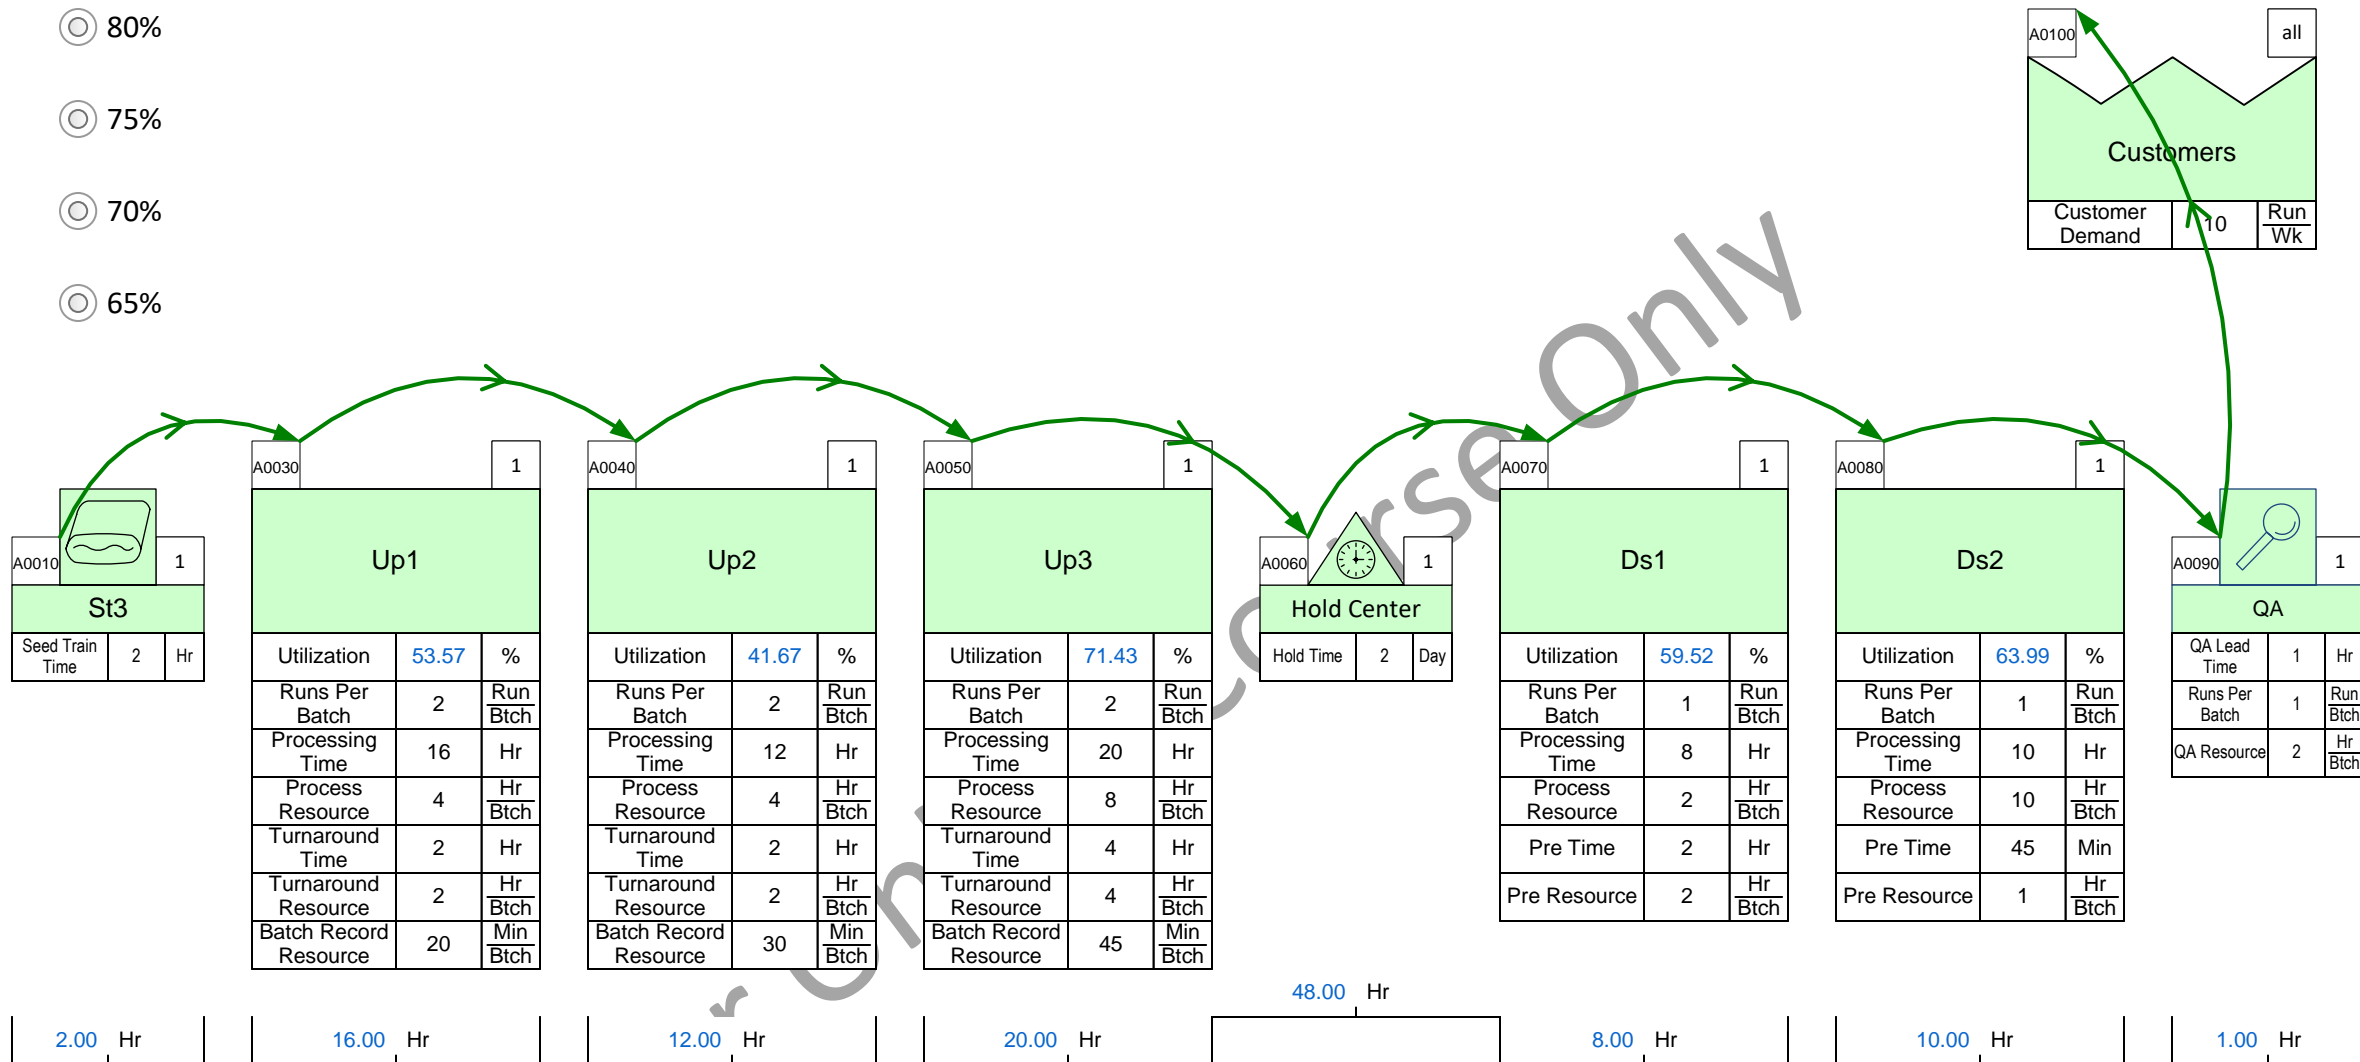 80%
75%
70%
65%
A0100
all
Customers
Customer
Demand
10
Run
Wk
A0010
1
St3
Seed Train
Time
2
Hr
A0030
1
Up1
Utilization
53.57
%
Runs Per
Batch
2
Run
Btch
Processing
Time
16
Hr
Process
Resource
4
Hr
Btch
Turnaround
Time
2
Hr
Turnaround
Resource
2
Hr
Btch
Batch Record
Resource
20
Min
Btch
A0040
1
Up2
Utilization
41.67
%
Runs Per
Batch
2
Run
Btch
Processing
Time
12
Hr
Process
Resource
4
Hr
Btch
Turnaround
Time
2
Hr
Turnaround
Resource
2
Hr
Btch
Batch Record
Resource
30
Min
Btch
A0050
1
Up3
Utilization
71.43
%
Runs Per
Batch
2
Run
Btch
Processing
Time
20
Hr
Process
Resource
8
Hr
Btch
Turnaround
Time
4
Hr
Turnaround
Resource
4
Hr
Btch
Batch Record
Resource
45
Min
Btch
A0060
1
Hold Center
Hold Time
2
Day
A0070
1
Ds1
Utilization
59.52
%
Runs Per
Batch
1
Run
Btch
Processing
Time
8
Hr
Process
Resource
2
Hr
Btch
Pre Time
2
Hr
Pre Resource
2
Hr
Btch
A0080
1
Ds2
Utilization
63.99
%
Runs Per
Batch
1
Run
Btch
Processing
Time
10
Hr
Process
Resource
10
Hr
Btch
Pre Time
45
Min
Pre Resource
1
Hr
Btch
A0090
1
QA
QA Lead
Time
1
Hr
Runs Per
Batch
1
Run
Btch
QA Resource
2
Hr
Btch
2.00 Hr
16.00 Hr
12.00 Hr
20.00 Hr
48.00 Hr
8.00 Hr
10.00 Hr
1.00 Hr
Only